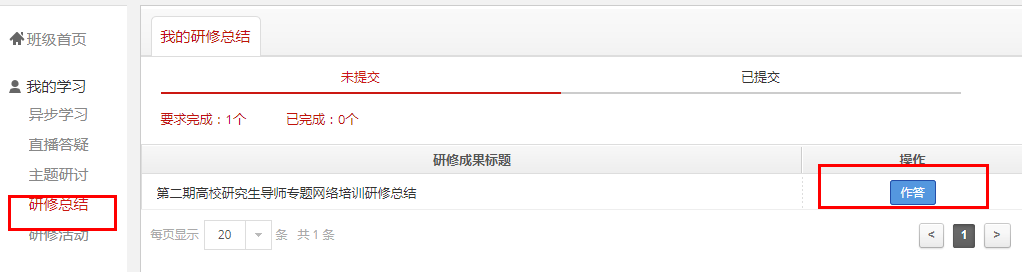 班级首页
我的学习
异步学习
直播答疑
主题研讨
研修总结
研修活动
我的研修总结
未提交 已提交
要求完成：1个 已完成：0个
研修成果标题 操作
第二期高校研究生导师专题网络培训研修总结 作答
每页显示 20 条 共 1 条 < 1 >